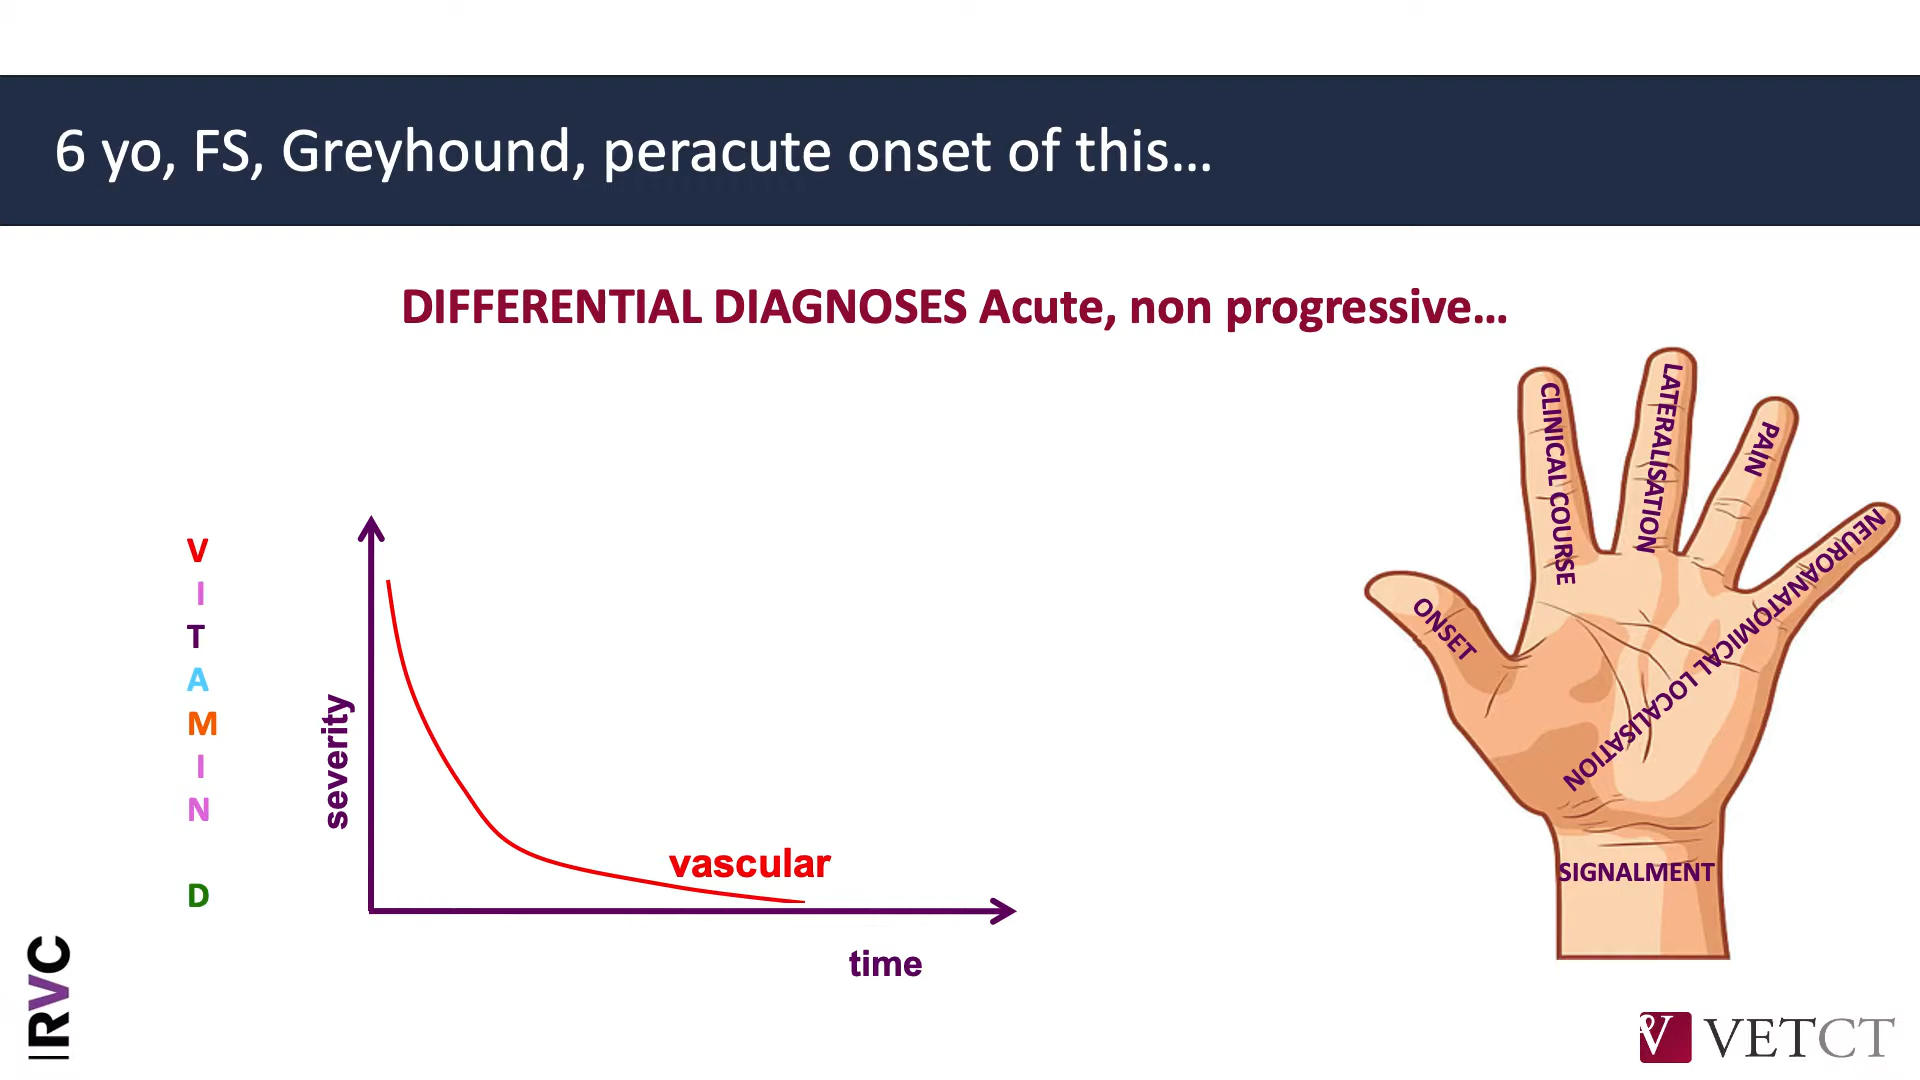 6 yo, FS, Greyhound, peracute onset of this...
DIFFERENTIAL DIAGNOSES Acute, non progressive...
V
I
T
A
M
I
N
D
severity
vascular
time
ONSET
CLINICAL COURSE
LATERALISATION
PAIN
NEUROANATOMICAL LOCALISATION
SIGNALMENT
RVC
VETCT